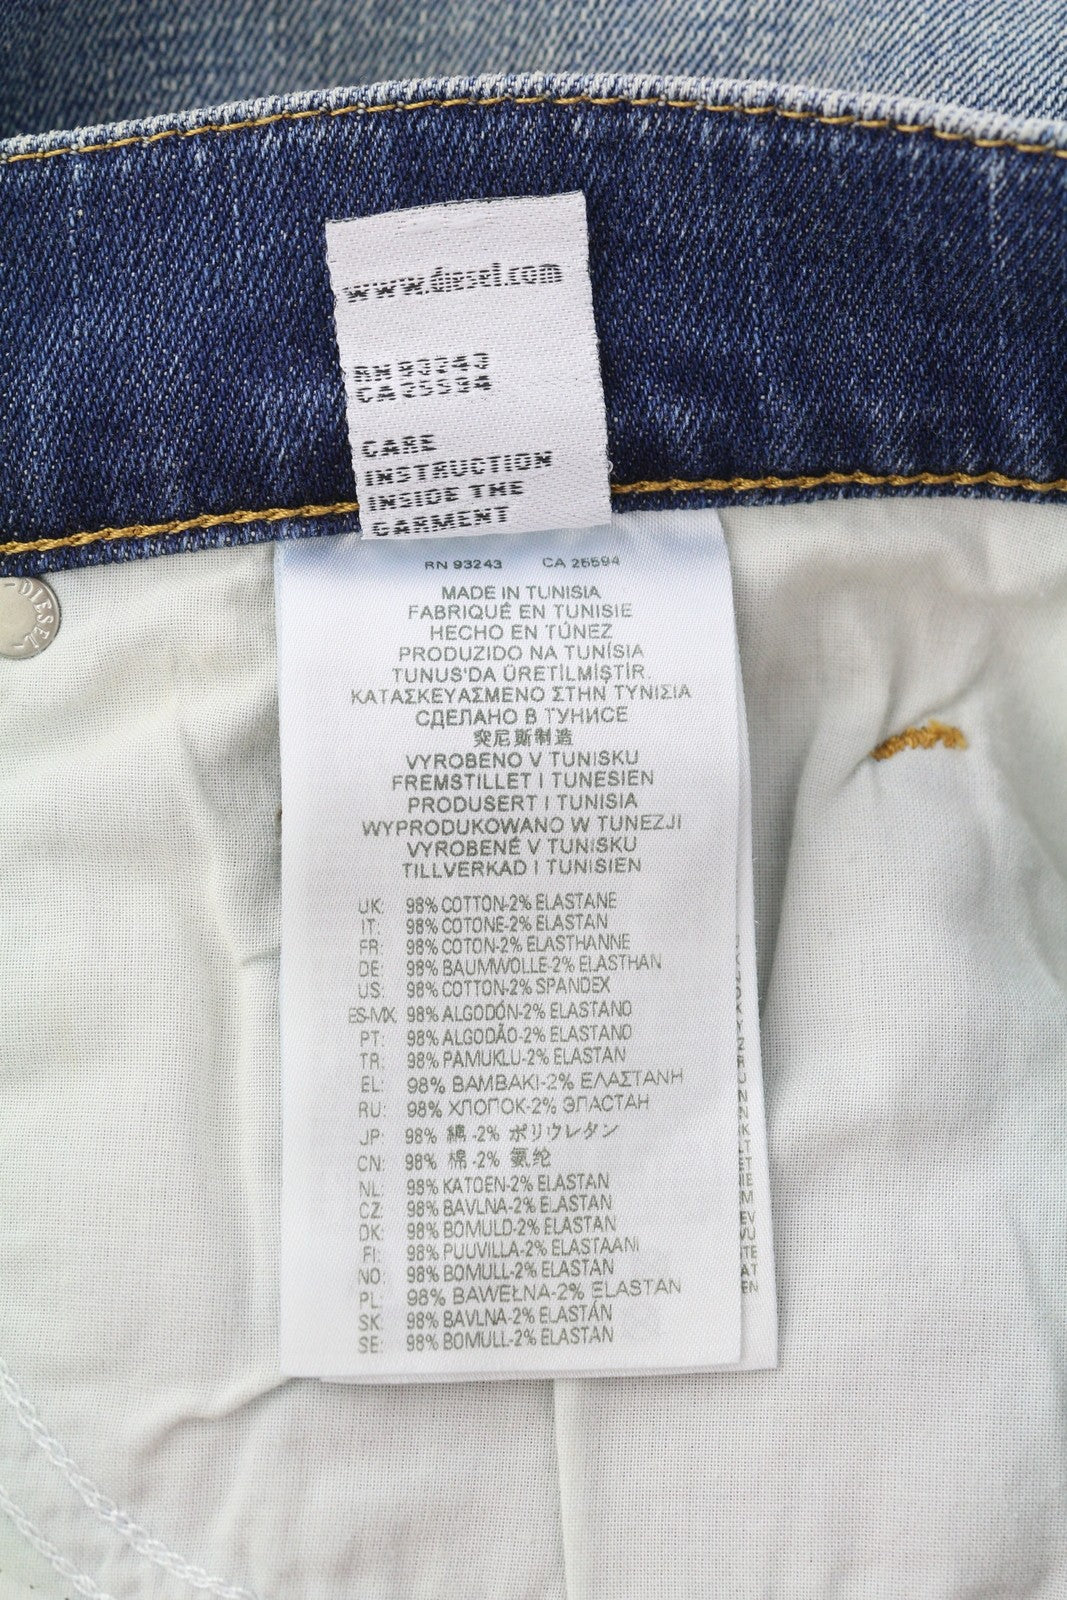 www.diesel.com
RN 93243
CA 25594
CARE
INSTRUCTION
INSIDE THE
GARMENT
DIESEL
RN 93243 CA 25594
MADE IN TUNISIA
FABRIQUÉ EN TUNISIE
HECHO EN TÚNEZ
PRODUZIDO NA TUNÍSIA
TUNUS'DA ÜRETİLMİŞTİR.
ΚΑΤΑΣΚΕΥΑΣΜΕΝΟ ΣΤΗΝ ΤΥΝΙΣΙΑ
СДЕЛАНО В ТУНИСЕ
突尼斯制造
VYROBENO V TUNISKU
FREMSTILLET I TUNESIEN
PRODUSERT I TUNISIA
WYPRODUKOWANO W TUNEZJI
VYROBENÉ V TUNISKU
TILLVERKAD I TUNISIEN
UK: 98% COTTON-2% ELASTANE
IT: 98% COTONE-2% ELASTAN
FR: 98% COTON-2% ELASTHANNE
DE: 98% BAUMWOLLE-2% ELASTHAN
US: 98% COTTON-2% SPANDEX
ES-MX: 98% ALGODÓN-2% ELASTANO
PT: 98% ALGODÃO-2% ELASTANO
TR: 98% PAMUKLU-2% ELASTAN
EL: 98% ΒΑΜΒΑΚΙ-2% ΕΛΑΣΤΑΝΗ
RU: 98% ХЛОПОК-2% ЭЛАСТАН
JP: 98% 綿 -2% ポリウレタン
CN: 98% 棉 -2% 氨纶
NL: 98% KATOEN-2% ELASTAN
CZ: 98% BAVLNA-2% ELASTAN
DK: 98% BOMULD-2% ELASTAN
FI: 98% PUUVILLA-2% ELASTAANI
NO: 98% BOMULL-2% ELASTAN
PL: 98% BAWEŁNA-2% ELASTAN
SK: 98% BAVLNA-2% ELASTÁN
SE: 98% BOMULL-2% ELASTAN